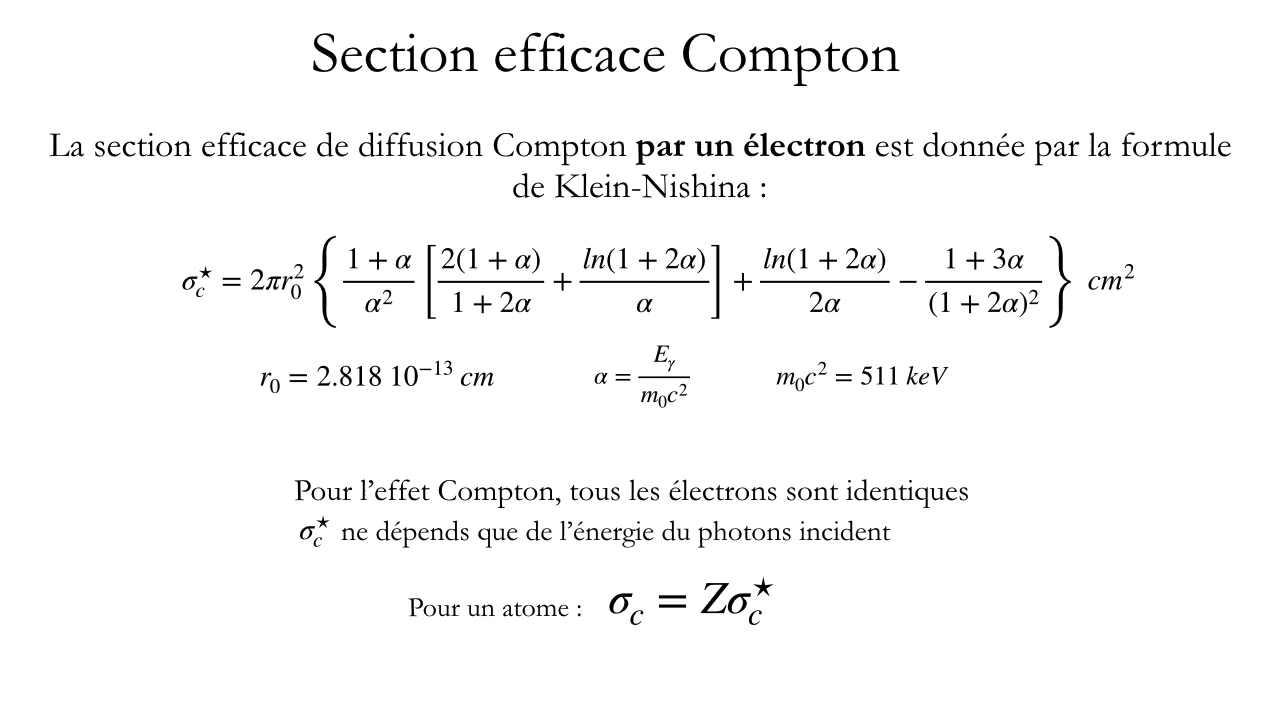 Section efficace Compton
La section efficace de diffusion Compton par un électron est donnée par la formule
de Klein-Nishina :
σ_c^★ = 2πr_0^2 { (1 + α)/α^2 [ 2(1 + α)/(1 + 2α) + ln(1 + 2α)/α ] + ln(1 + 2α)/(2α) − (1 + 3α)/(1 + 2α)^2 } cm^2
r_0 = 2.818 10^−13 cm α = E_γ/(m_0c^2) m_0c^2 = 511 keV
Pour l’effet Compton, tous les électrons sont identiques
σ_c^★ ne dépends que de l’énergie du photons incident
Pour un atome : σ_c = Zσ_c^★